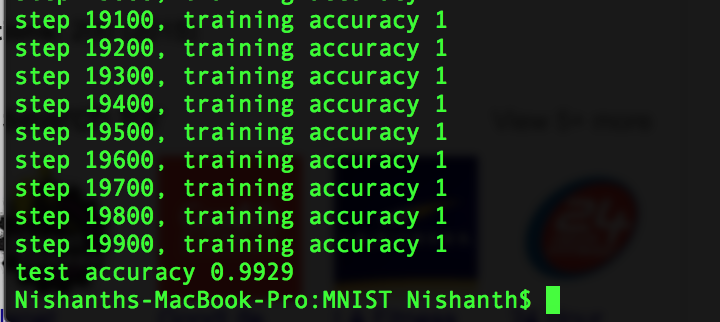 step 19100, training accuracy 1
step 19200, training accuracy 1
step 19300, training accuracy 1
step 19400, training accuracy 1
step 19500, training accuracy 1
step 19600, training accuracy 1
step 19700, training accuracy 1
step 19800, training accuracy 1
step 19900, training accuracy 1
test accuracy 0.9929
Nishanths-MacBook-Pro:MNIST Nishanth$